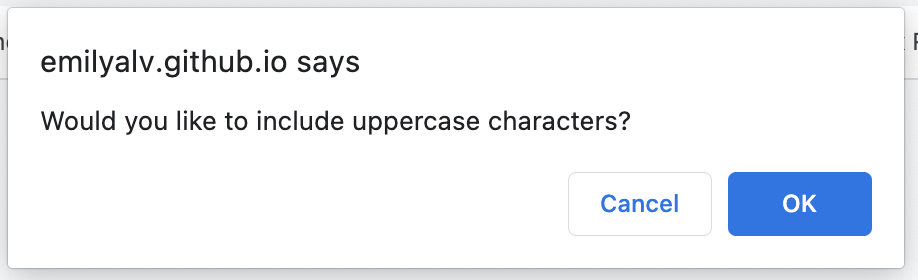 emilyalv.github.io says
Would you like to include uppercase characters?
Cancel
OK